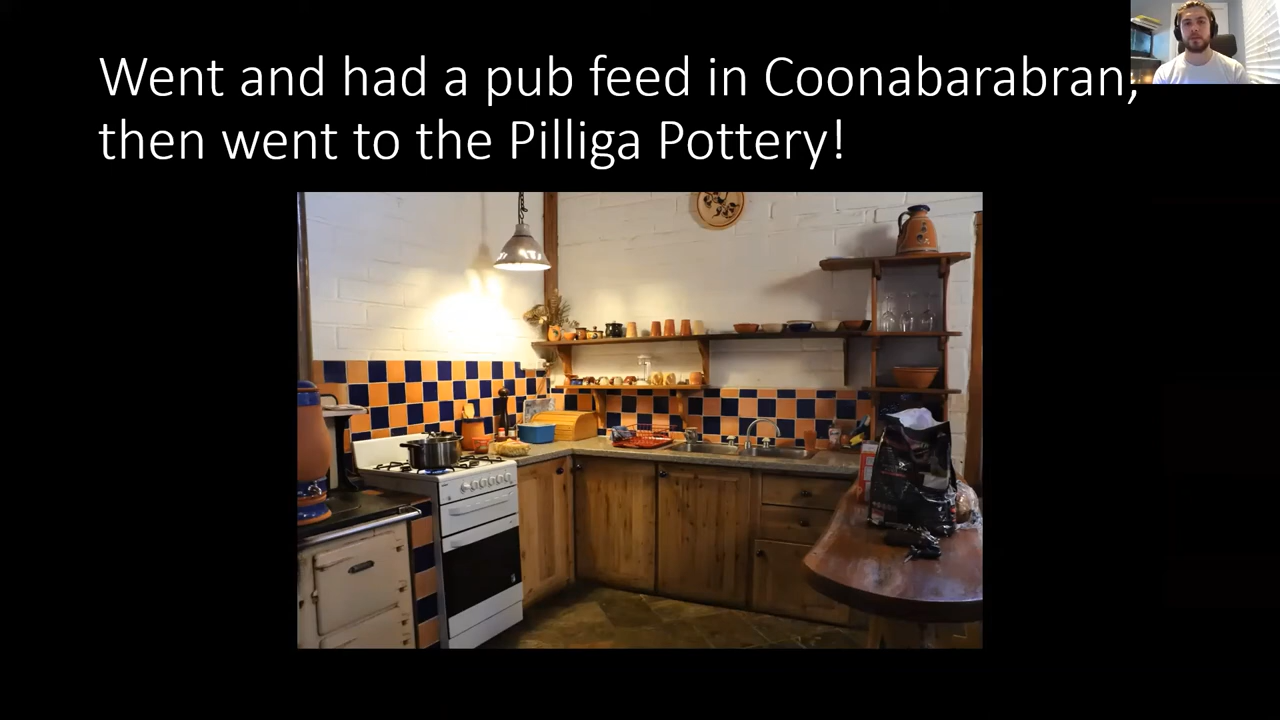 Went and had a pub feed in Coonabarabran,
then went to the Pilliga Pottery!